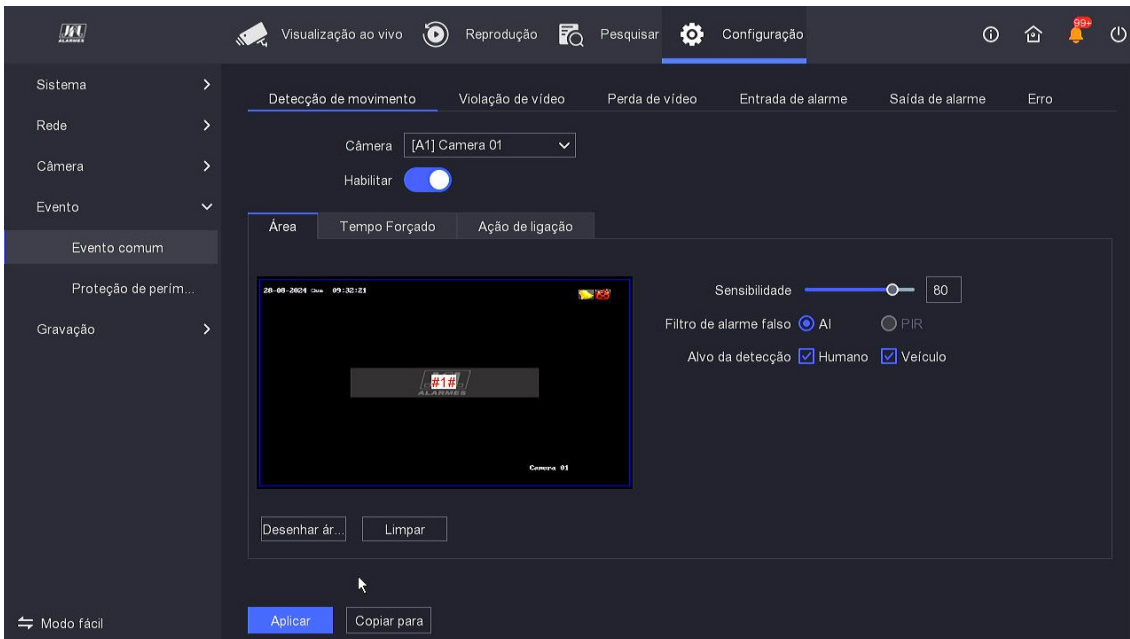 JFL
ALARMES
Visualização ao vivo
Reprodução
Pesquisar
Configuração
99+
Sistema
Rede
Câmera
Evento
Evento comum
Proteção de perím...
Gravação
Modo fácil
Detecção de movimento
Violação de vídeo
Perda de vídeo
Entrada de alarme
Saída de alarme
Erro
Câmera
[A1] Camera 01
Habilitar
Área
Tempo Forçado
Ação de ligação
28-08-2024 Qua 09:32:21
#1#
ALARMES
Camera 01
Sensibilidade
80
Filtro de alarme falso
AI
PIR
Alvo da detecção
Humano
Veículo
Desenhar ár...
Limpar
Aplicar
Copiar para